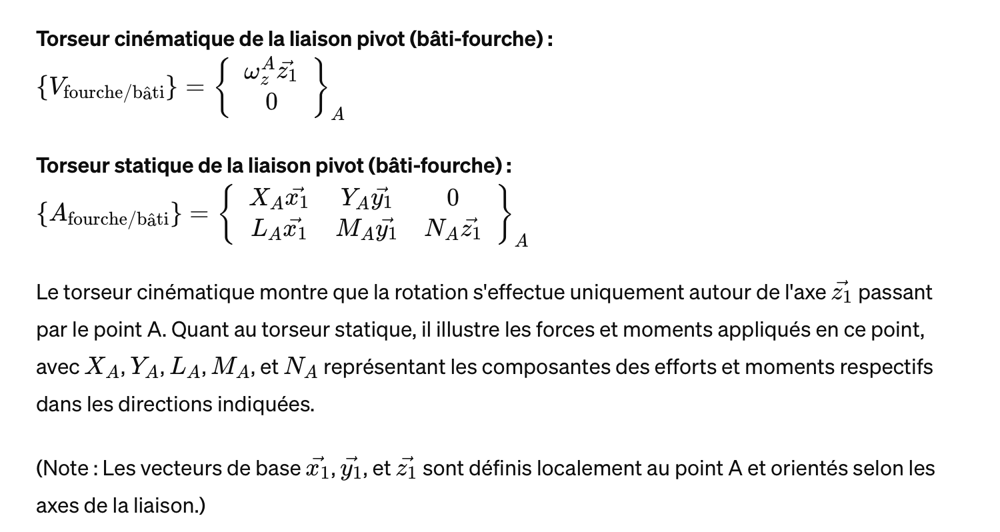 Torseur cinématique de la liaison pivot (bâti-fourche) :
$\{V_{\text{fourche/bâti}}\} = \left\{ \begin{array}{c} \omega_z^A \vec{z_1} \\ 0 \end{array} \right\}_A$
Torseur statique de la liaison pivot (bâti-fourche) :
$\{A_{\text{fourche/bâti}}\} = \left\{ \begin{array}{ccc} X_A\vec{x_1} & Y_A\vec{y_1} & 0 \\ L_A\vec{x_1} & M_A\vec{y_1} & N_A\vec{z_1} \end{array} \right\}_A$
Le torseur cinématique montre que la rotation s'effectue uniquement autour de l'axe $\vec{z_1}$ passant
par le point A. Quant au torseur statique, il illustre les forces et moments appliqués en ce point,
avec $X_A$, $Y_A$, $L_A$, $M_A$, et $N_A$ représentant les composantes des efforts et moments respectifs
dans les directions indiquées.
(Note : Les vecteurs de base $\vec{x_1}$, $\vec{y_1}$, et $\vec{z_1}$ sont définis localement au point A et orientés selon les
axes de la liaison.)